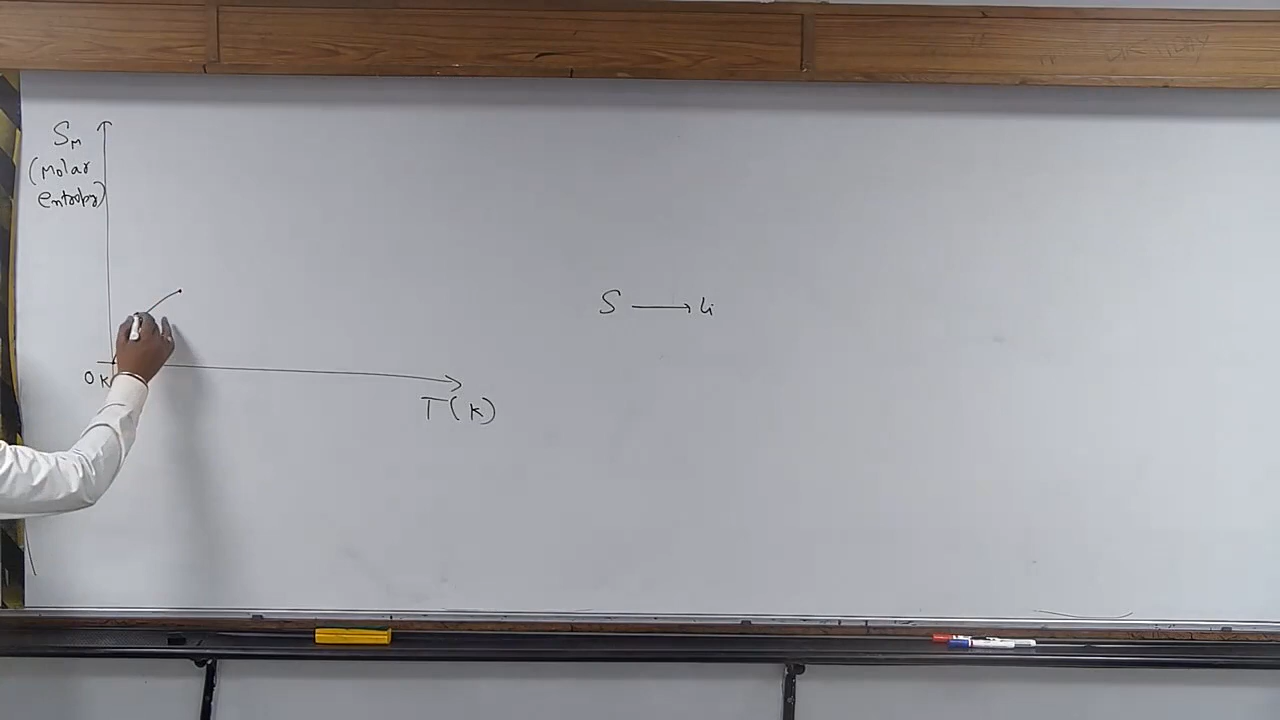 SM
(Molar
entropy)
S ⟶ Li
0 K
T(K)